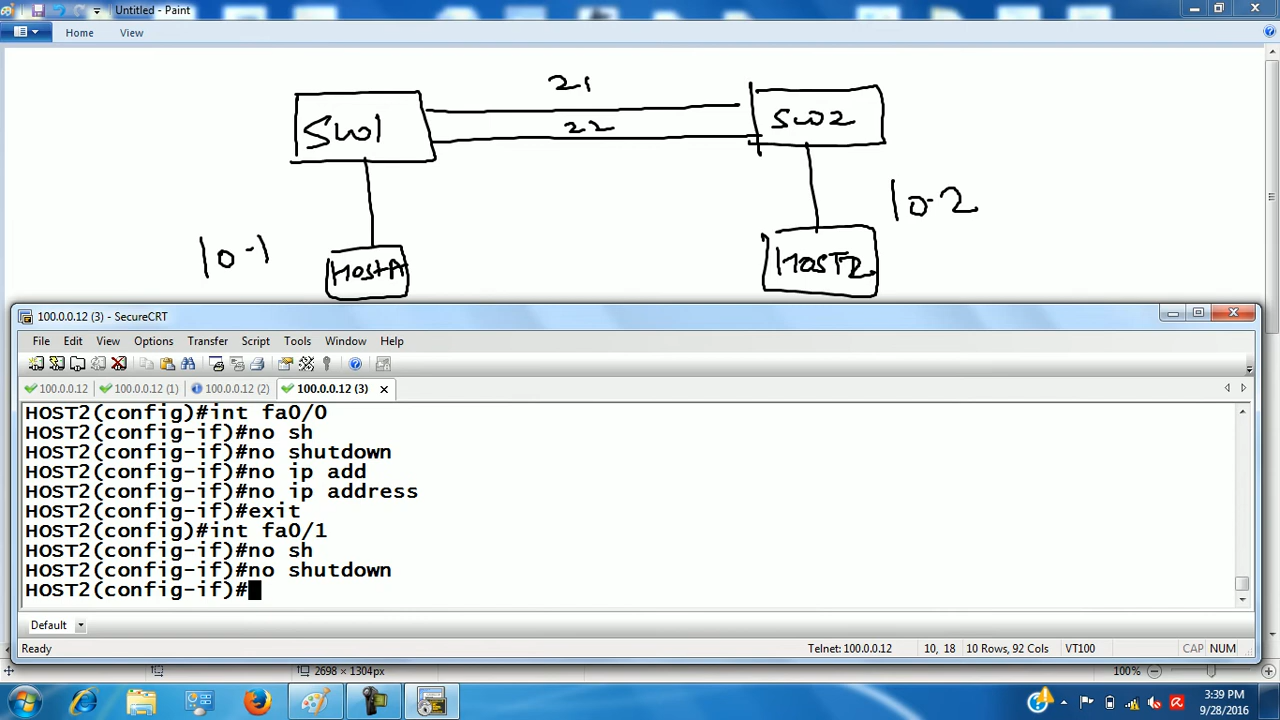 Untitled - Paint
Home View
21
SW1
22
SW02
10.2
10.1
HOSTA
HOST2
100.0.0.12 (3) - SecureCRT
File Edit View Options Transfer Script Tools Window Help
100.0.0.12 100.0.0.12 (1) 100.0.0.12 (2) 100.0.0.12 (3)
HOST2(config)#int fa0/0
HOST2(config-if)#no sh
HOST2(config-if)#no shutdown
HOST2(config-if)#no ip add
HOST2(config-if)#no ip address
HOST2(config-if)#exit
HOST2(config)#int fa0/1
HOST2(config-if)#no sh
HOST2(config-if)#no shutdown
HOST2(config-if)#
Default
Ready Telnet: 100.0.0.12 10, 18 10 Rows, 92 Cols VT100 CAP NUM
2698 × 1304px 100%
3:39 PM
9/28/2016